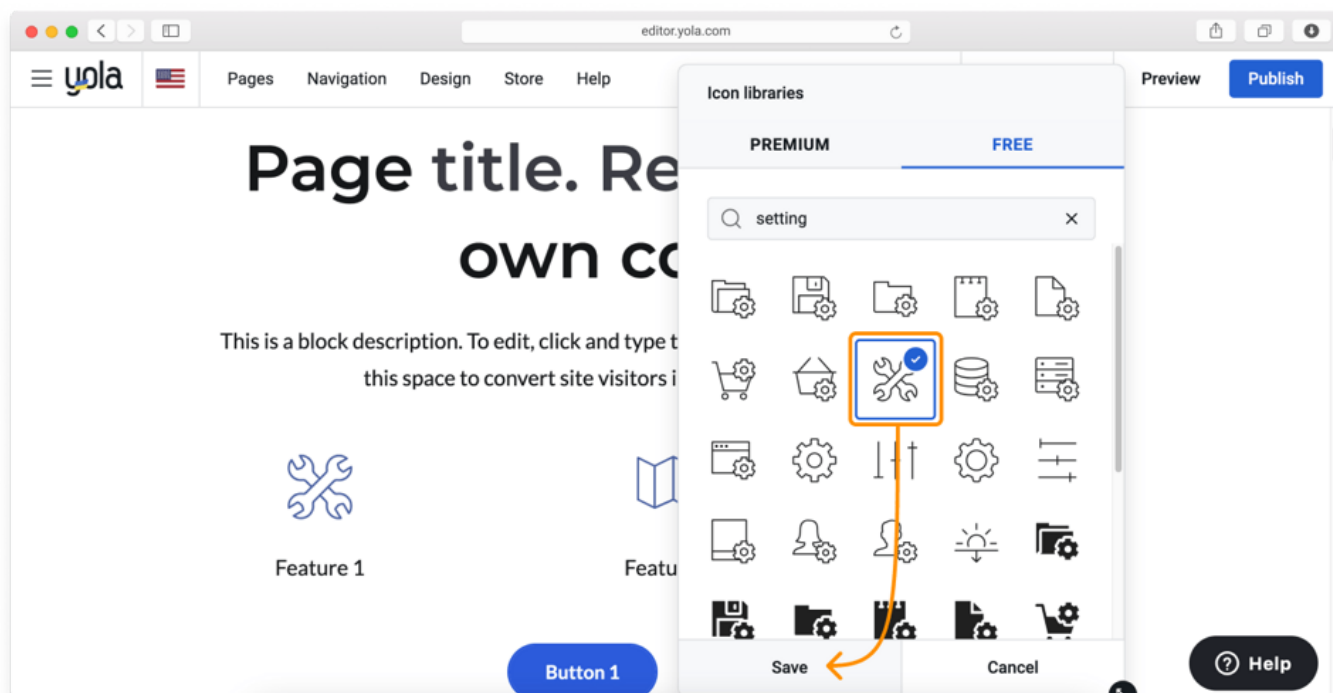 editor.yola.com
yola
Pages Navigation Design Store Help
Preview
Publish
Icon libraries
PREMIUM
FREE
setting
Page title. Re
own co
This is a block description. To edit, click and type t
this space to convert site visitors i
Feature 1
Featu
Button 1
Save
Cancel
? Help